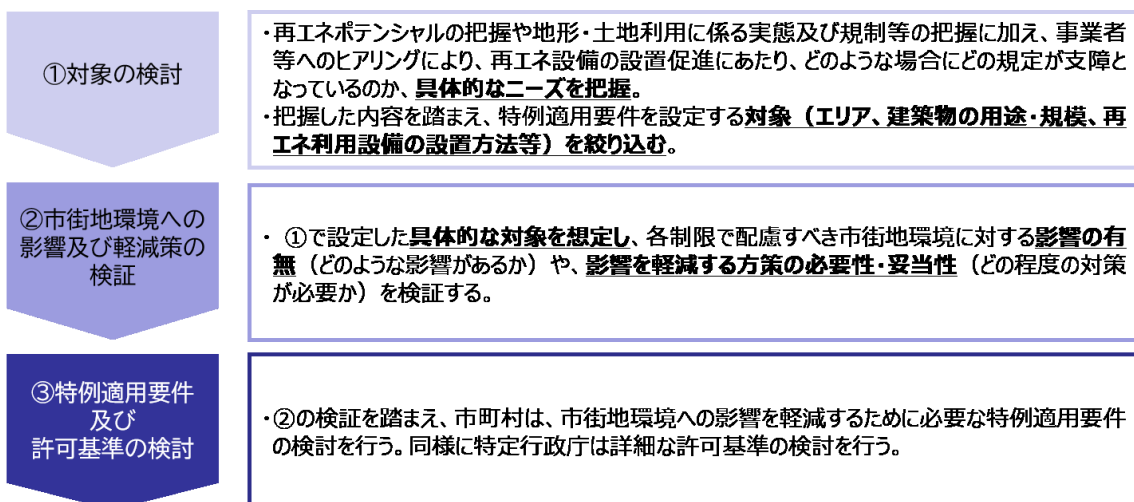 ①対象の検討
・再エネポテンシャルの把握や地形・土地利用に係る実態及び規制等の把握に加え、事業者
等へのヒアリングにより、再エネ設備の設置促進にあたり、どのような場合にどの規定が支障と
なっているのか、具体的なニーズを把握。
・把握した内容を踏まえ、特例適用要件を設定する対象（エリア、建築物の用途・規模、再
エネ利用設備の設置方法等）を絞り込む。
②市街地環境への
影響及び軽減策の
検証
・ ①で設定した具体的な対象を想定し、各制限で配慮すべき市街地環境に対する影響の有
無（どのような影響があるか）や、影響を軽減する方策の必要性・妥当性（どの程度の対策
が必要か）を検証する。
③特例適用要件
及び
許可基準の検討
・②の検証を踏まえ、市町村は、市街地環境への影響を軽減するために必要な特例適用要件
の検討を行う。同様に特定行政庁は詳細な許可基準の検討を行う。